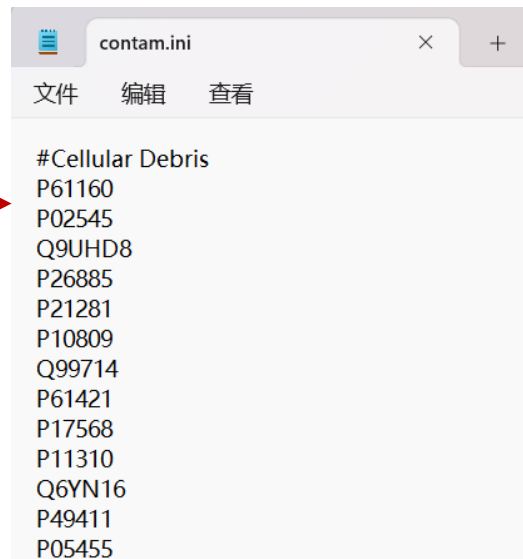 contam.ini
文件 编辑 查看
#Cellular Debris
P61160
P02545
Q9UHD8
P26885
P21281
P10809
Q99714
P61421
P17568
P11310
Q6YN16
P49411
P05455